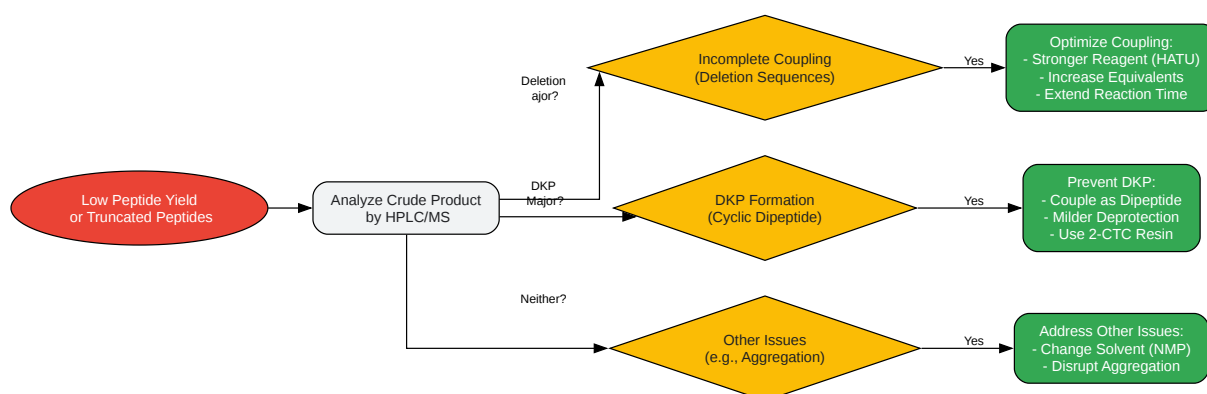 Low Peptide Yield
or Truncated Peptides
Analyze Crude Product
by HPLC/MS
Deletion
ajor?
Incomplete Coupling
(Deletion Sequences)
Yes
Optimize Coupling:
- Stronger Reagent (HATU)
- Increase Equivalents
- Extend Reaction Time
DKP
Major?
DKP Formation
(Cyclic Dipeptide)
Yes
Prevent DKP:
- Couple as Dipeptide
- Milder Deprotection
- Use 2-CTC Resin
Neither?
Other Issues
(e.g., Aggregation)
Yes
Address Other Issues:
- Change Solvent (NMP)
- Disrupt Aggregation